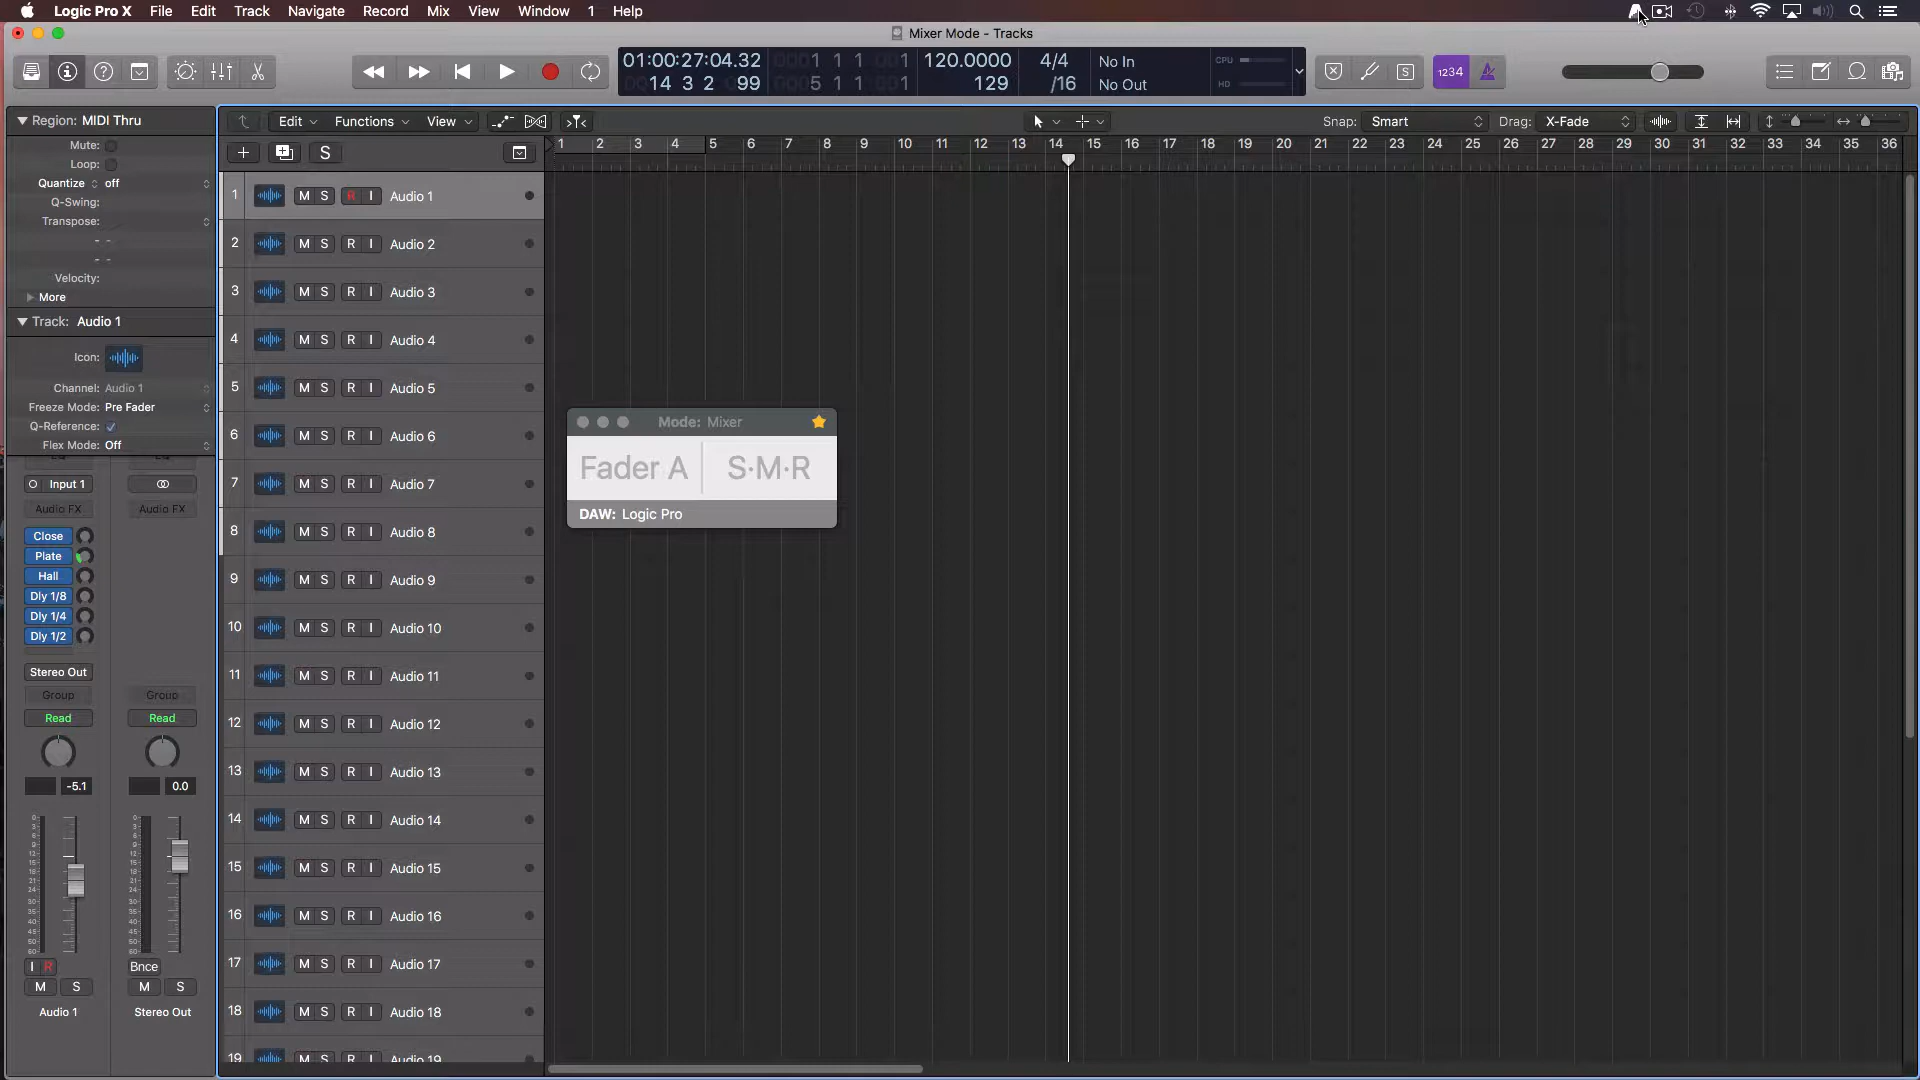 Logic Pro X File Edit Track Navigate Record Mix View Window 1 Help
Mixer Mode - Tracks
01:00:27:04.32 1 1 1 120.0000 4/4 No In CPU
14 3 2 99 5 1 1 129 /16 No Out HD
1234
Region: MIDI Thru
Mute:
Loop:
Quantize off
Q-Swing:
Transpose:
- -
- -
Velocity:
More
Track: Audio 1
Icon:
Channel: Audio 1
Freeze Mode: Pre Fader
Q-Reference:
Flex Mode: Off
Input 1
Audio FX Audio FX
Close
Plate
Hall
Dly 1/8
Dly 1/4
Dly 1/2
Stereo Out
Group Group
Read Read
-5.1 0.0
I R Bnce
M S M S
Audio 1 Stereo Out
Edit Functions View Snap: Smart Drag: X-Fade
S
1 2 3 4 5 6 7 8 9 10 11 12 13 14 15 16 17 18 19 20 21 22 23 24 25 26 27 28 29 30 31 32 33 34 35 36
1 M S R I Audio 1
2 M S R I Audio 2
3 M S R I Audio 3
4 M S R I Audio 4
5 M S R I Audio 5
6 M S R I Audio 6
7 M S R I Audio 7
8 M S R I Audio 8
9 M S R I Audio 9
10 M S R I Audio 10
11 M S R I Audio 11
12 M S R I Audio 12
13 M S R I Audio 13
14 M S R I Audio 14
15 M S R I Audio 15
16 M S R I Audio 16
17 M S R I Audio 17
18 M S R I Audio 18
19 M S R I Audio 19
Mode: Mixer
Fader A S·M·R
DAW: Logic Pro